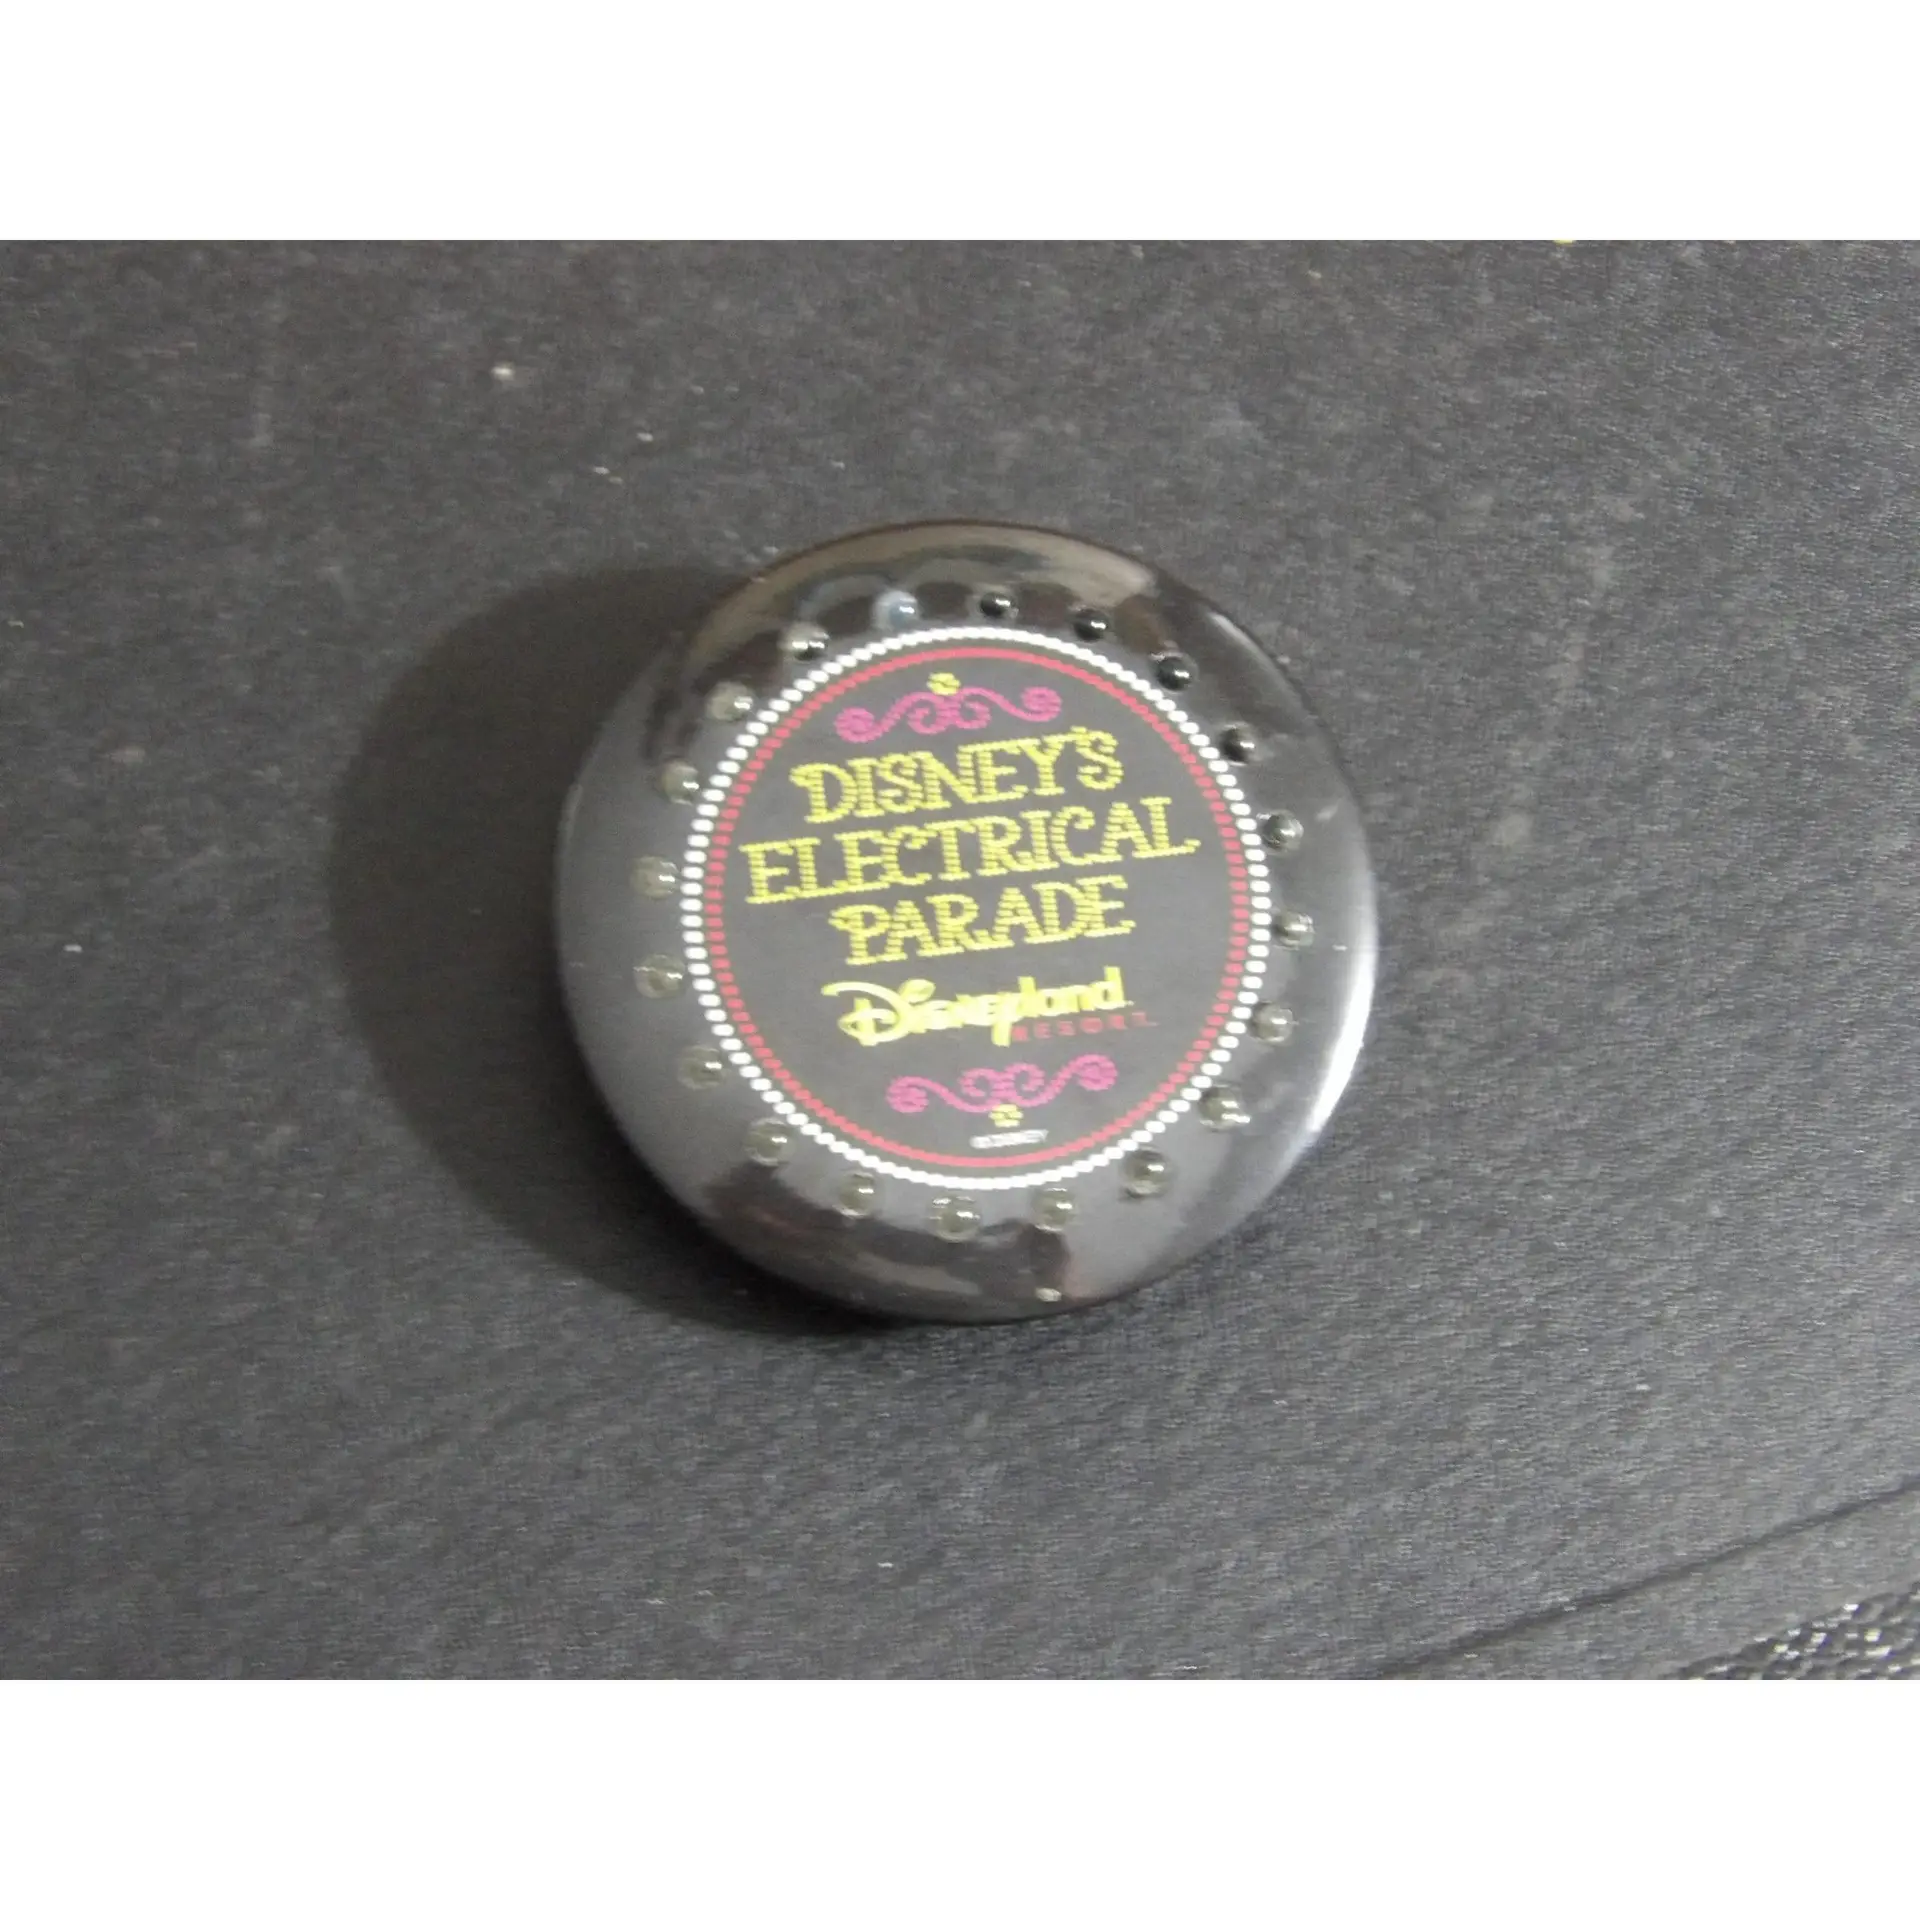 DISNEY'S
ELECTRICAL
PARADE
Disneyland
RESORT
©DISNEY